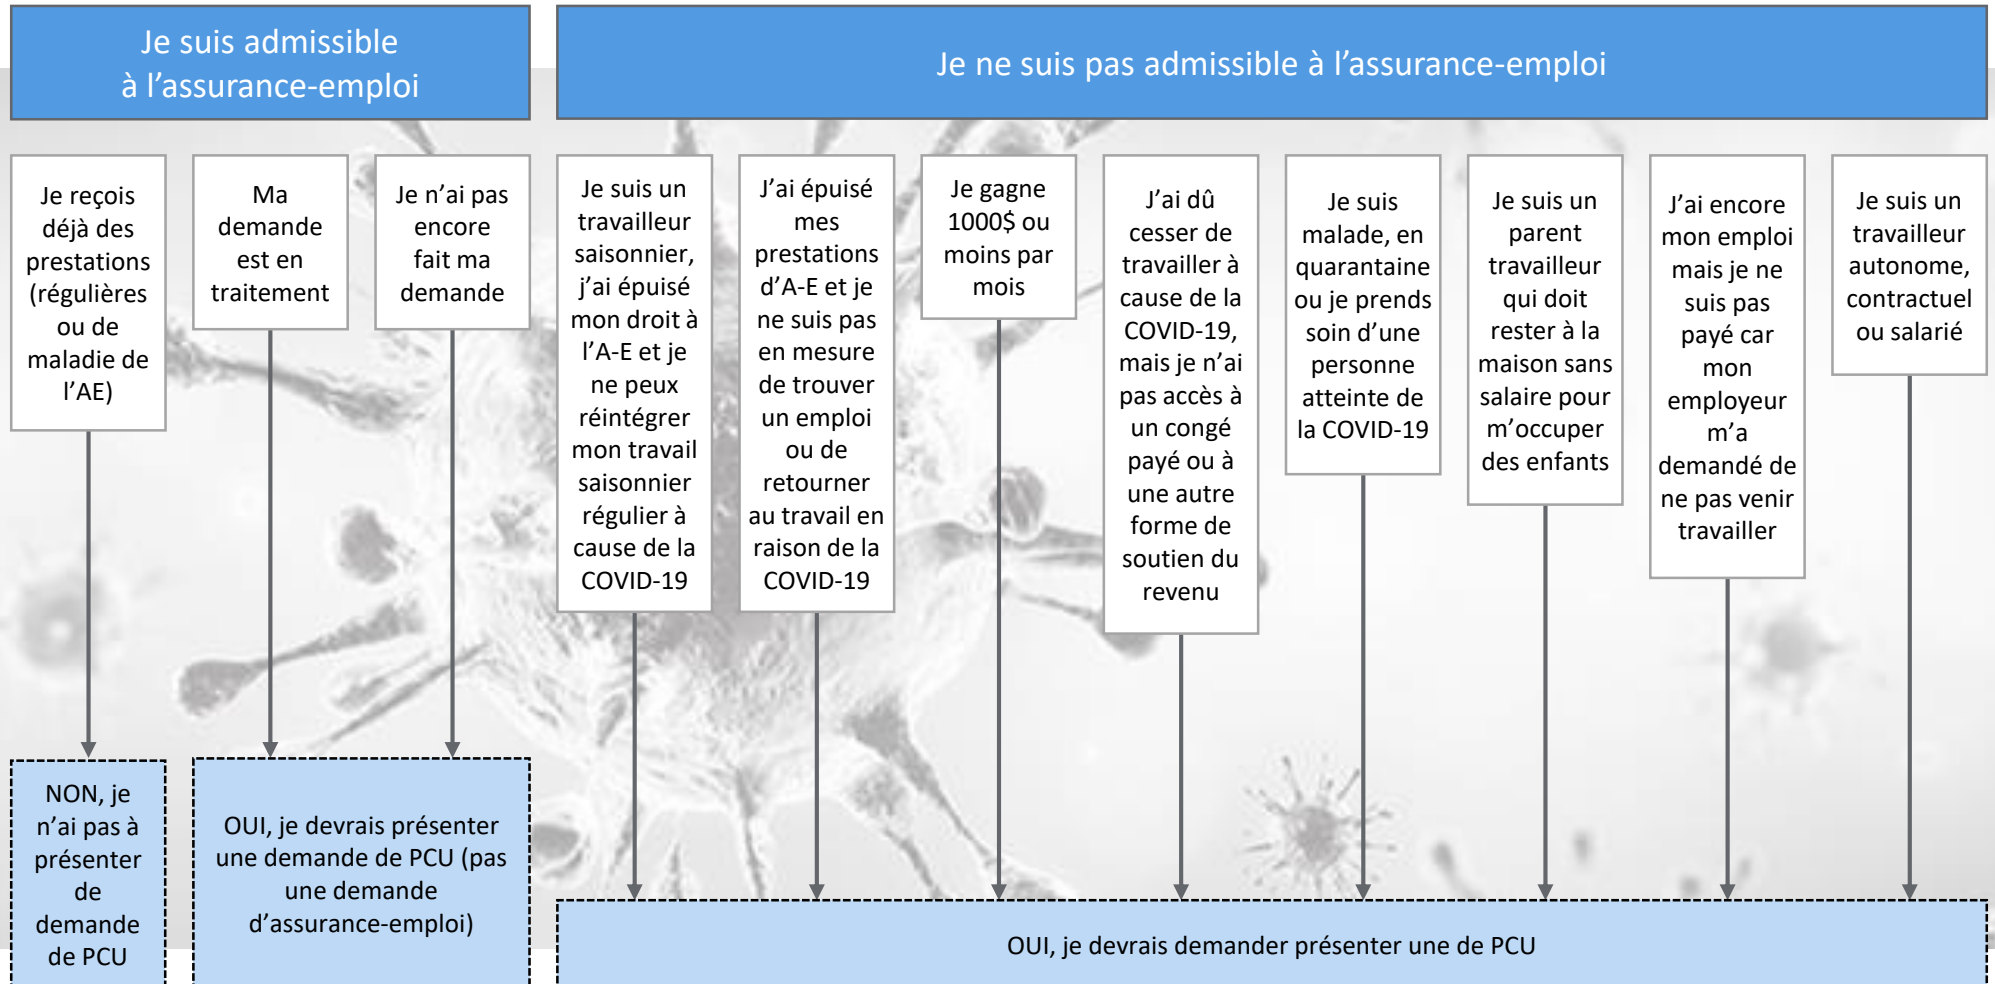 Je suis admissible
à l'assurance-emploi
Je ne suis pas admissible à l'assurance-emploi
Je reçois
déjà des
prestations
(régulières
ou de
maladie de
l'AE)
Ma
demande
est en
traitement
Je n'ai pas
encore
fait ma
demande
Je suis un
travailleur
saisonnier,
j'ai épuisé
mon droit à
l'A-E et je
ne peux
réintégrer
mon travail
saisonnier
régulier à
cause de la
COVID-19
J'ai épuisé
mes
prestations
d'A-E et je
ne suis pas
en mesure
de trouver
un emploi
ou de
retourner
au travail en
raison de la
COVID-19
Je gagne
1000$ ou
moins par
mois
J'ai dû
cesser de
travailler à
cause de la
COVID-19,
mais je n'ai
pas accès à
un congé
payé ou à
une autre
forme de
soutien du
revenu
Je suis
malade, en
quarantaine
ou je prends
soin d'une
personne
atteinte de
la COVID-19
Je suis un
parent
travailleur
qui doit
rester à la
maison sans
salaire pour
m'occuper
des enfants
J'ai encore
mon emploi
mais je ne
suis pas
payé car
mon
employeur
m'a
demandé de
ne pas venir
travailler
Je suis un
travailleur
autonome,
contractuel
ou salarié
NON, je
n'ai pas à
présenter
de
demande
de PCU
OUI, je devrais présenter
une demande de PCU (pas
une demande
d'assurance-emploi)
OUI, je devrais demander présenter une de PCU